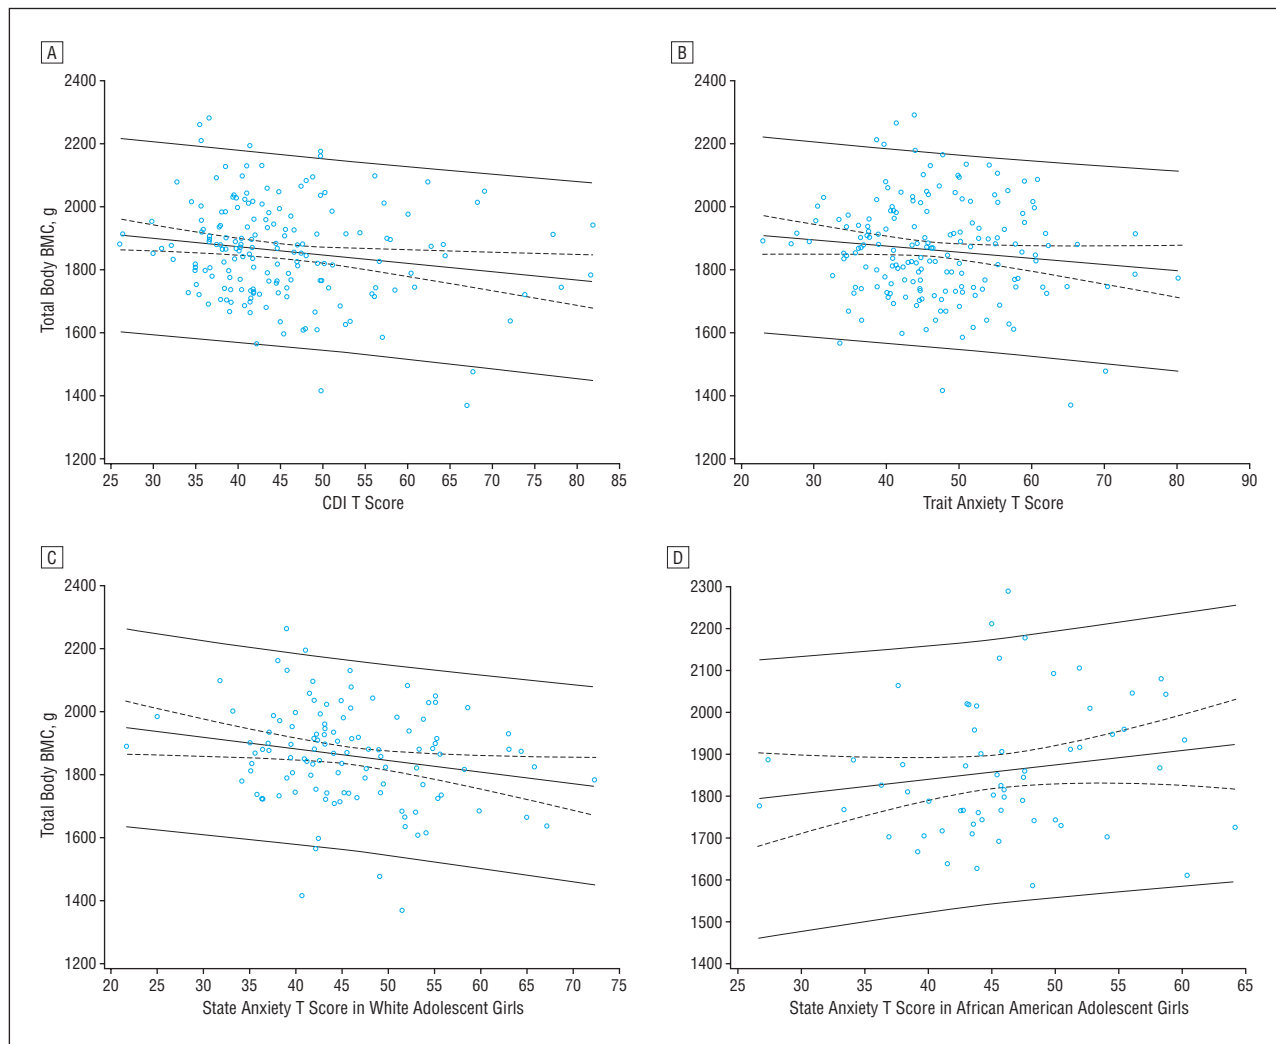 A
2400
2200
2000
1800
1600
1400
1200
Total Body BMC, g
25 30 35 40 45 50 55 60 65 70 75 80 85
CDI T Score
B
2400
2200
2000
1800
1600
1400
1200
20 30 40 50 60 70 80 90
Trait Anxiety T Score
C
2400
2200
2000
1800
1600
1400
1200
Total Body BMC, g
20 25 30 35 40 45 50 55 60 65 70 75
State Anxiety T Score in White Adolescent Girls
D
2300
2200
2100
2000
1900
1800
1700
1600
1500
1400
25 30 35 40 45 50 55 60 65
State Anxiety T Score in African American Adolescent Girls